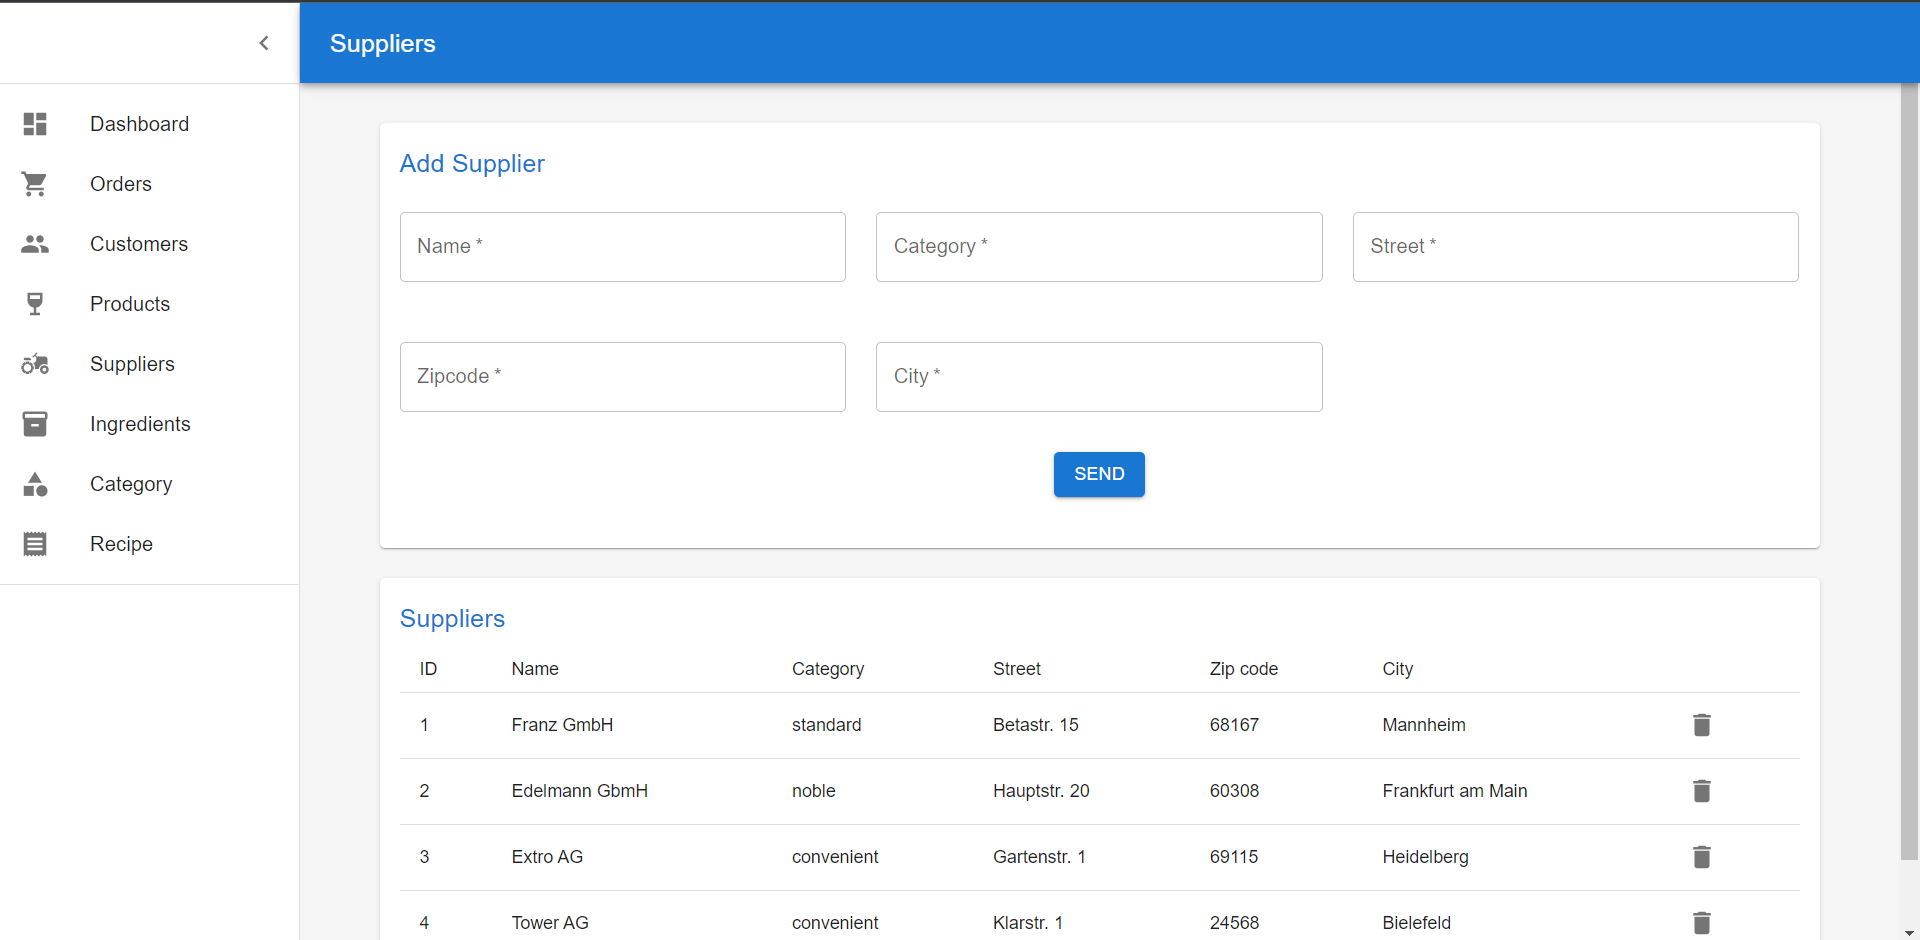 Suppliers
Dashboard
Orders
Customers
Products
Suppliers
Ingredients
Category
Recipe
Add Supplier
Name * Category * Street *
Zipcode * City *
SEND
Suppliers
ID Name Category Street Zip code City
1 Franz GmbH standard Betastr. 15 68167 Mannheim
2 Edelmann GbmH noble Hauptstr. 20 60308 Frankfurt am Main
3 Extro AG convenient Gartenstr. 1 69115 Heidelberg
4 Tower AG convenient Klarstr. 1 24568 Bielefeld